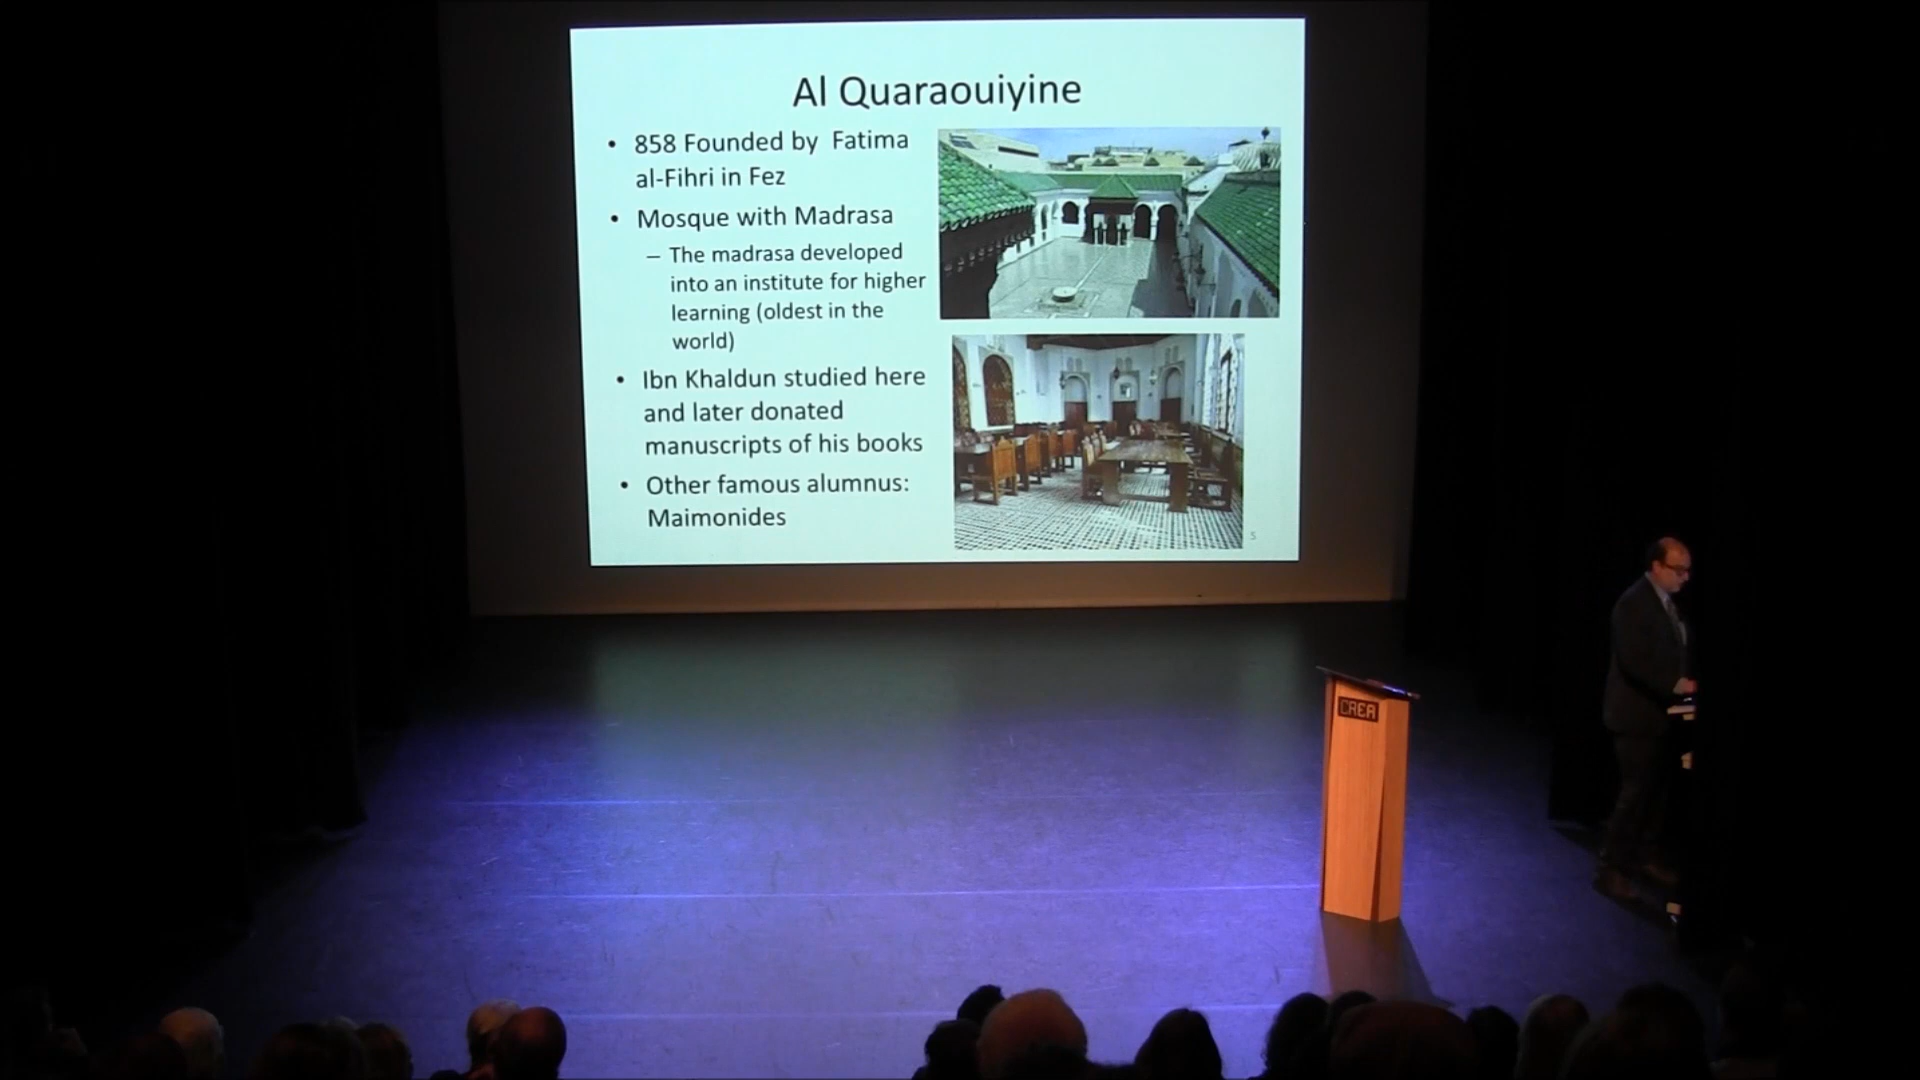 Al Quaraouiyine
• 858 Founded by Fatima
al-Fihri in Fez
• Mosque with Madrasa
– The madrasa developed
into an institute for higher
learning (oldest in the
world)
• Ibn Khaldun studied here
and later donated
manuscripts of his books
• Other famous alumnus:
Maimonides
5
CREA